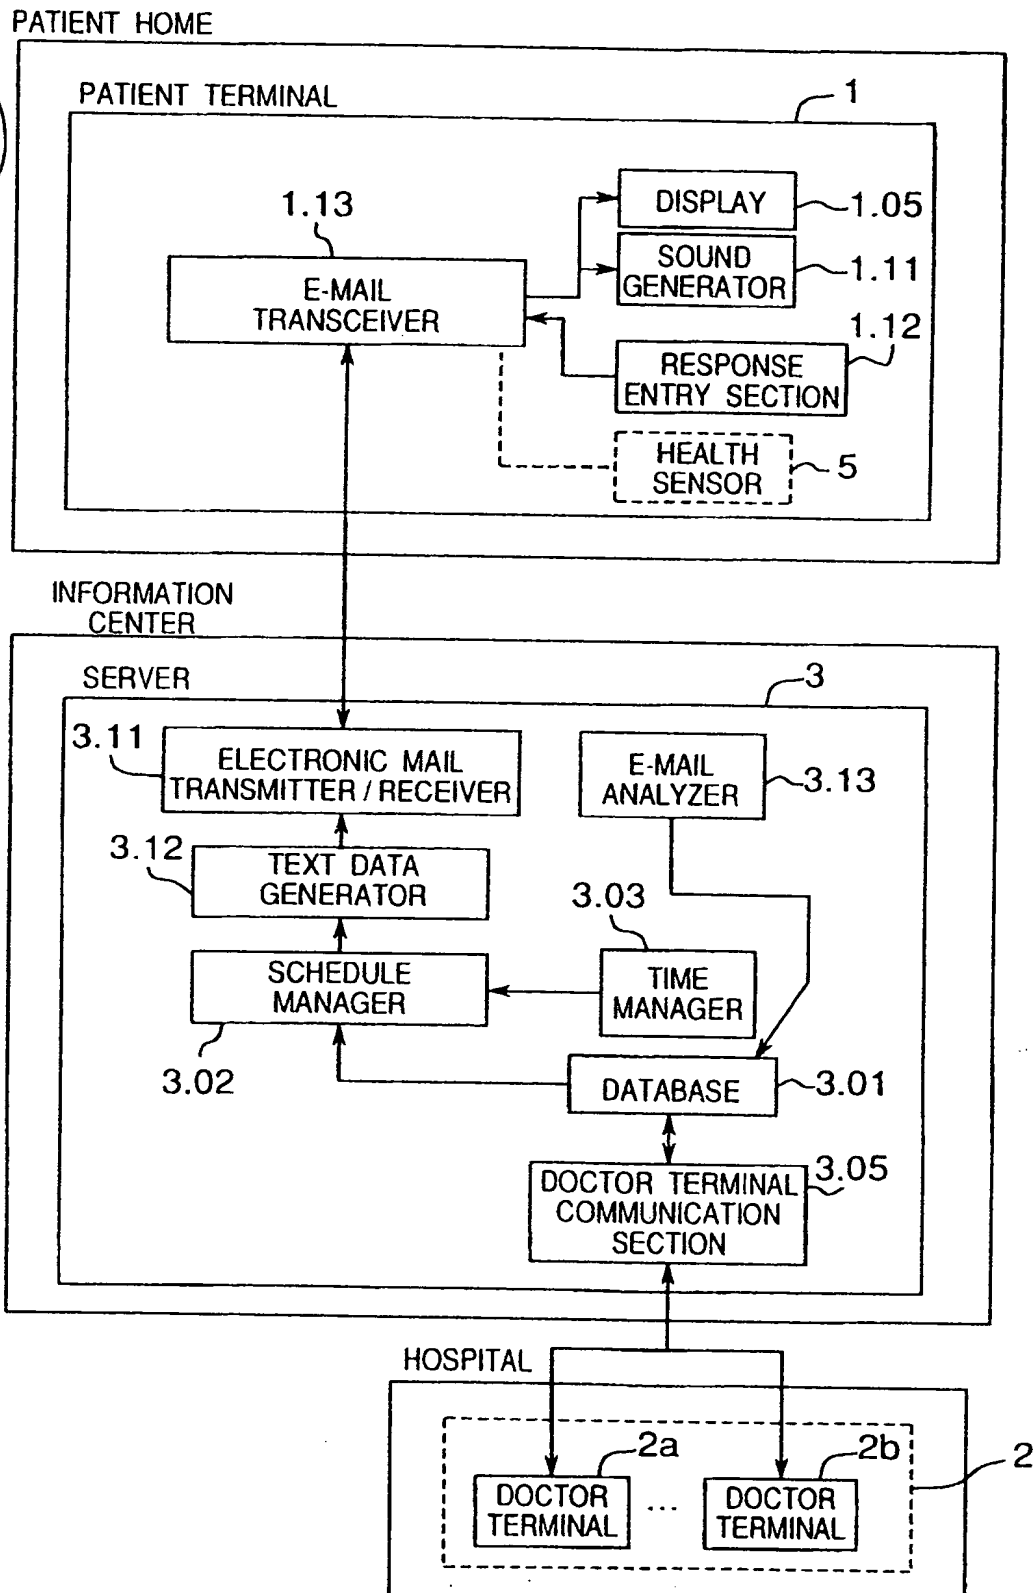 PATIENT HOME
PATIENT TERMINAL
1
1.13
E-MAIL
TRANSCEIVER
DISPLAY
1.05
SOUND
GENERATOR
1.11
1.12
RESPONSE
ENTRY SECTION
HEALTH
SENSOR
5
INFORMATION
CENTER
SERVER
3
3.11
ELECTRONIC MAIL
TRANSMITTER / RECEIVER
E-MAIL
ANALYZER
3.13
3.12
TEXT DATA
GENERATOR
3.03
SCHEDULE
MANAGER
TIME
MANAGER
3.02
DATABASE
3.01
3.05
DOCTOR TERMINAL
COMMUNICATION
SECTION
HOSPITAL
2a
2b
2
DOCTOR
TERMINAL
...
DOCTOR
TERMINAL